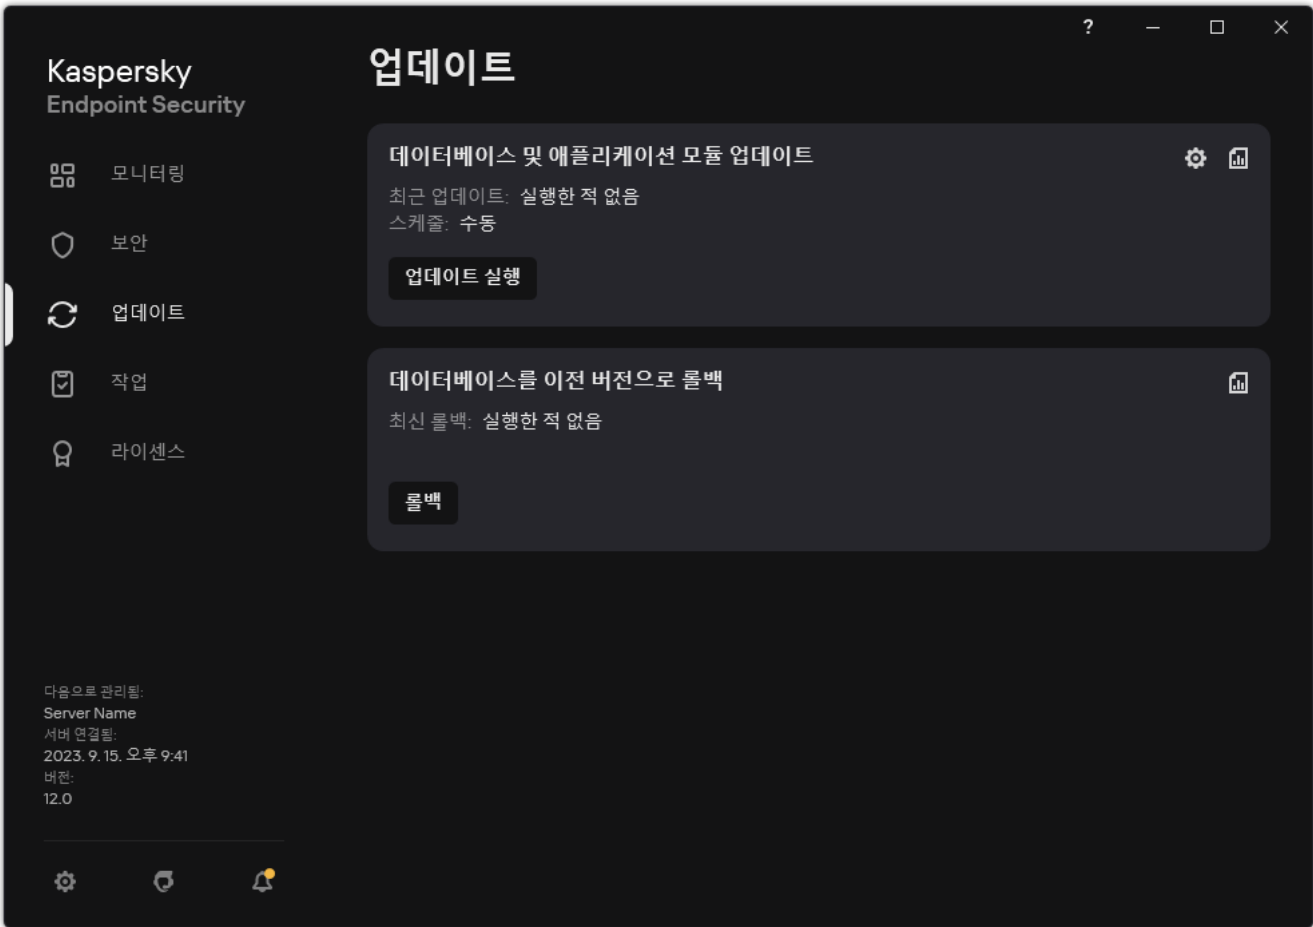 ?
Kaspersky
Endpoint Security
모니터링
보안
업데이트
작업
라이센스
다음으로 관리됨:
Server Name
서버 연결됨:
2023. 9. 15. 오후 9:41
버전:
12.0
업데이트
데이터베이스 및 애플리케이션 모듈 업데이트
최근 업데이트: 실행한 적 없음
스케줄: 수동
업데이트 실행
데이터베이스를 이전 버전으로 롤백
최신 롤백: 실행한 적 없음
롤백